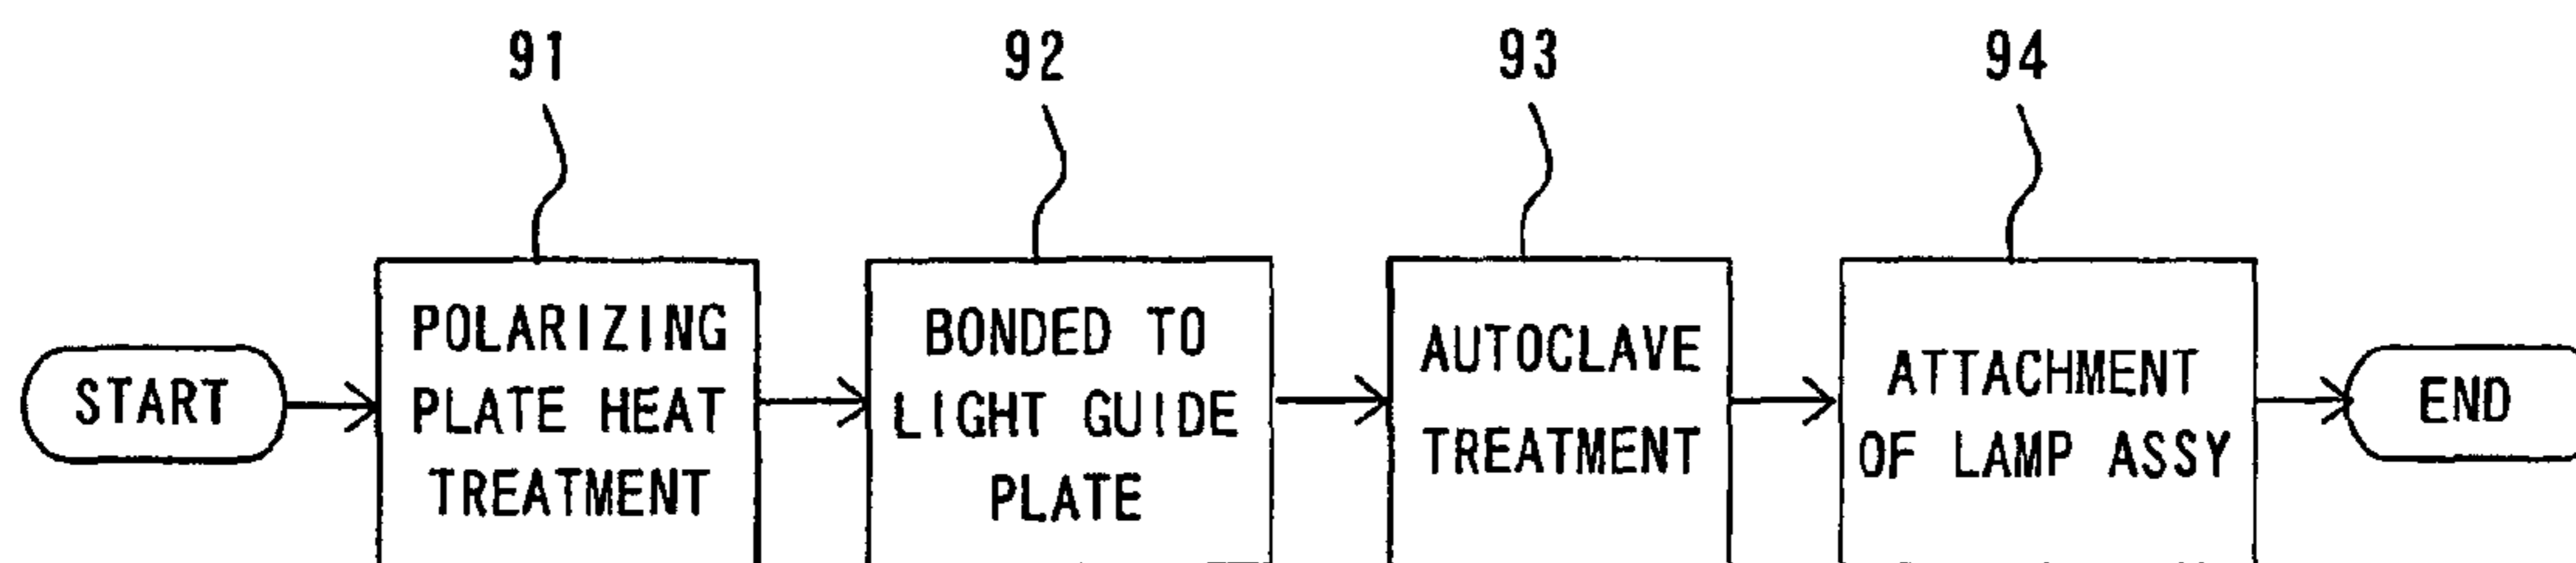 91
92
93
94
START
POLARIZING
PLATE HEAT
TREATMENT
BONDED TO
LIGHT GUIDE
PLATE
AUTOCLAVE
TREATMENT
ATTACHMENT
OF LAMP ASSY
END